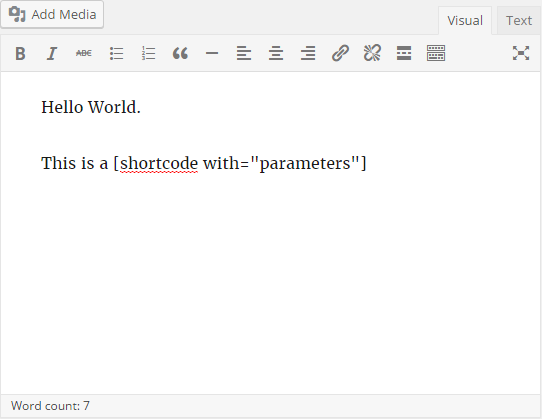 Add Media
Visual Text
B I ABC
Hello World.
This is a [shortcode with="parameters"]
Word count: 7